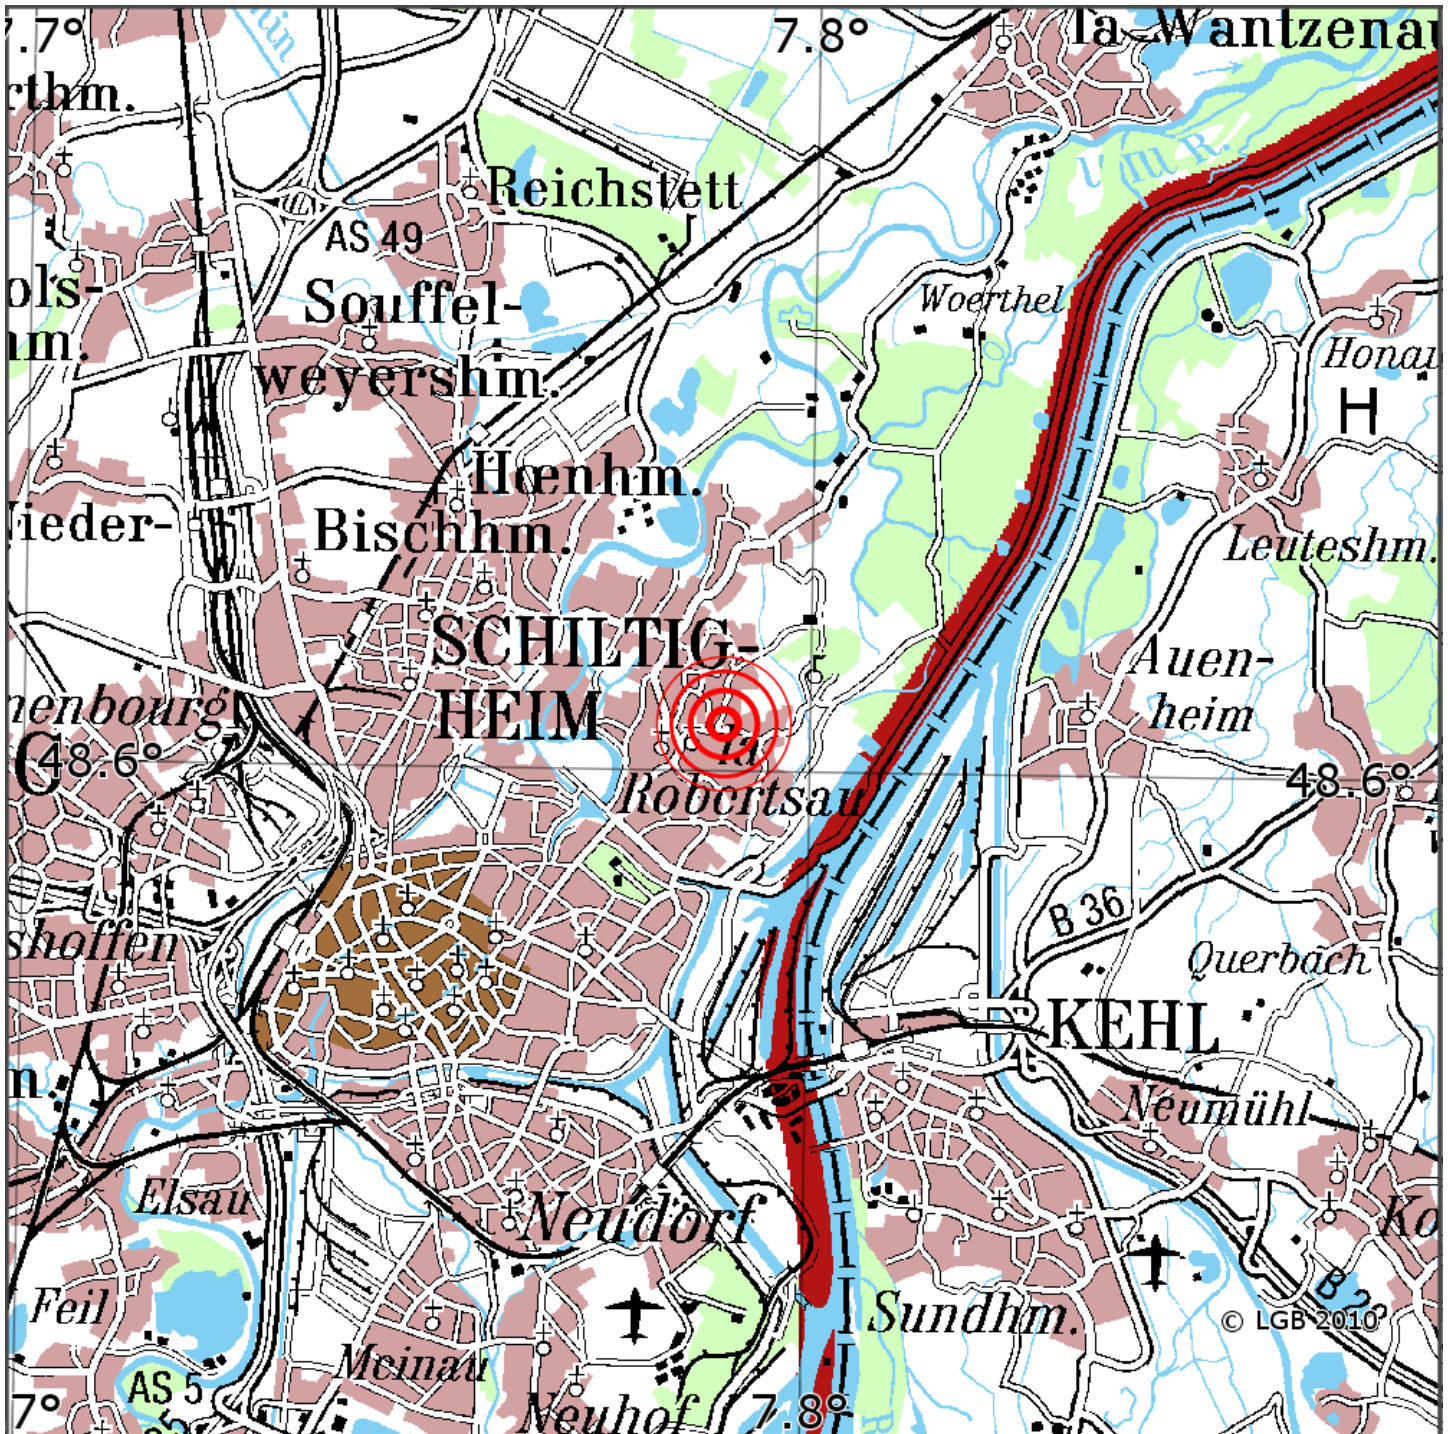 7.7°
7.8°
la Wantzenau
rthm.
Reichstett
AS 49
ols-
Souffel-
Woerthel
m.
Honau
weyershm.
H
Hœnhm.
Bischhm.
ieder-
Leuteshm.
SCHILTIG-
Auen-
HEIM
heim
nenbourg
la
48.6°
48.6°
Robertsau
B 36
shoffen
Querbach
KEHL
Neumühl
Elsau
Neudorf
Ko
Feil
Sundhm.
© LGB 2010
Meinau
AS 5
7°
7.8°
Neuhof
R